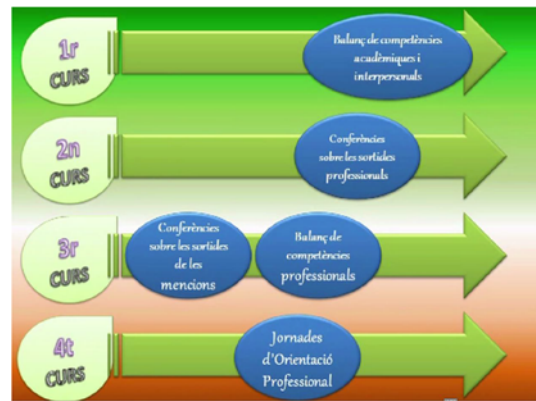 1r
CURS
Balanç de competències
acadèmiques i
interpersonals
2n
CURS
Conferències
sobre les sortides
professionals
3r
CURS
Conferències
sobre les sortides
de les
mencions
Balanç de
competències
professionals
4t
CURS
Jornades
d'Orientació
Professional